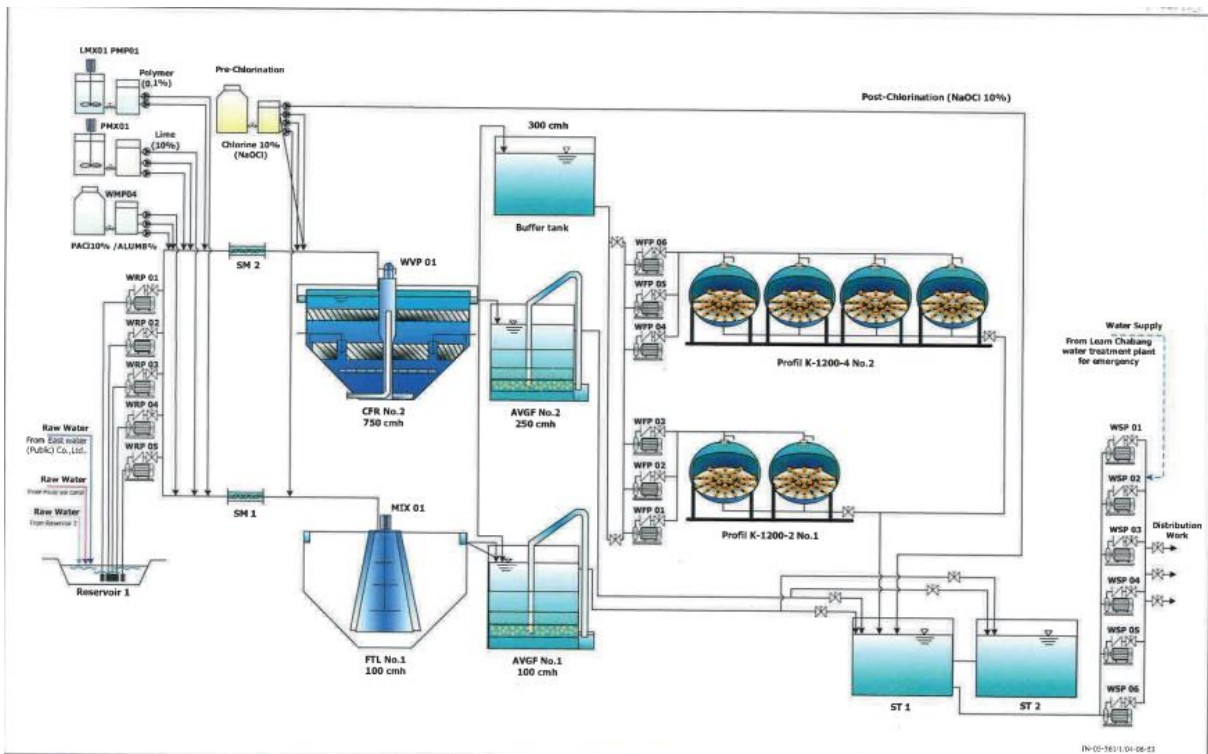 LMX01 PMP01
Polymer
(0,1%)
PMX01
Lime
(10%)
WMP04
PACl10% /ALUM8%
Pre-Chlorination
Chlorine 10%
(NaOCl)
Post-Chlorination (NaOCl 10%)
300 cmh
Buffer tank
SM 2
WVP 01
CFR No.2
750 cmh
AVGF No.2
250 cmh
WRP 01
WRP 02
WRP 03
WRP 04
WRP 05
Raw Water
From East water
(Public) Co.,Ltd.
Raw Water
Raw Water
From Reservoir 2
Reservoir 1
SM 1
MIX 01
FTL No.1
100 cmh
AVGF No.1
100 cmh
WFP 06
WFP 05
WFP 04
Profil K-1200-4 No.2
WFP 03
WFP 02
WFP 01
Profil K-1200-2 No.1
Water Supply
From Leam Chabang
water treatment plant
for emergency
WSP 01
WSP 02
WSP 03
WSP 04
WSP 05
WSP 06
Distribution
Work
ST 1
ST 2